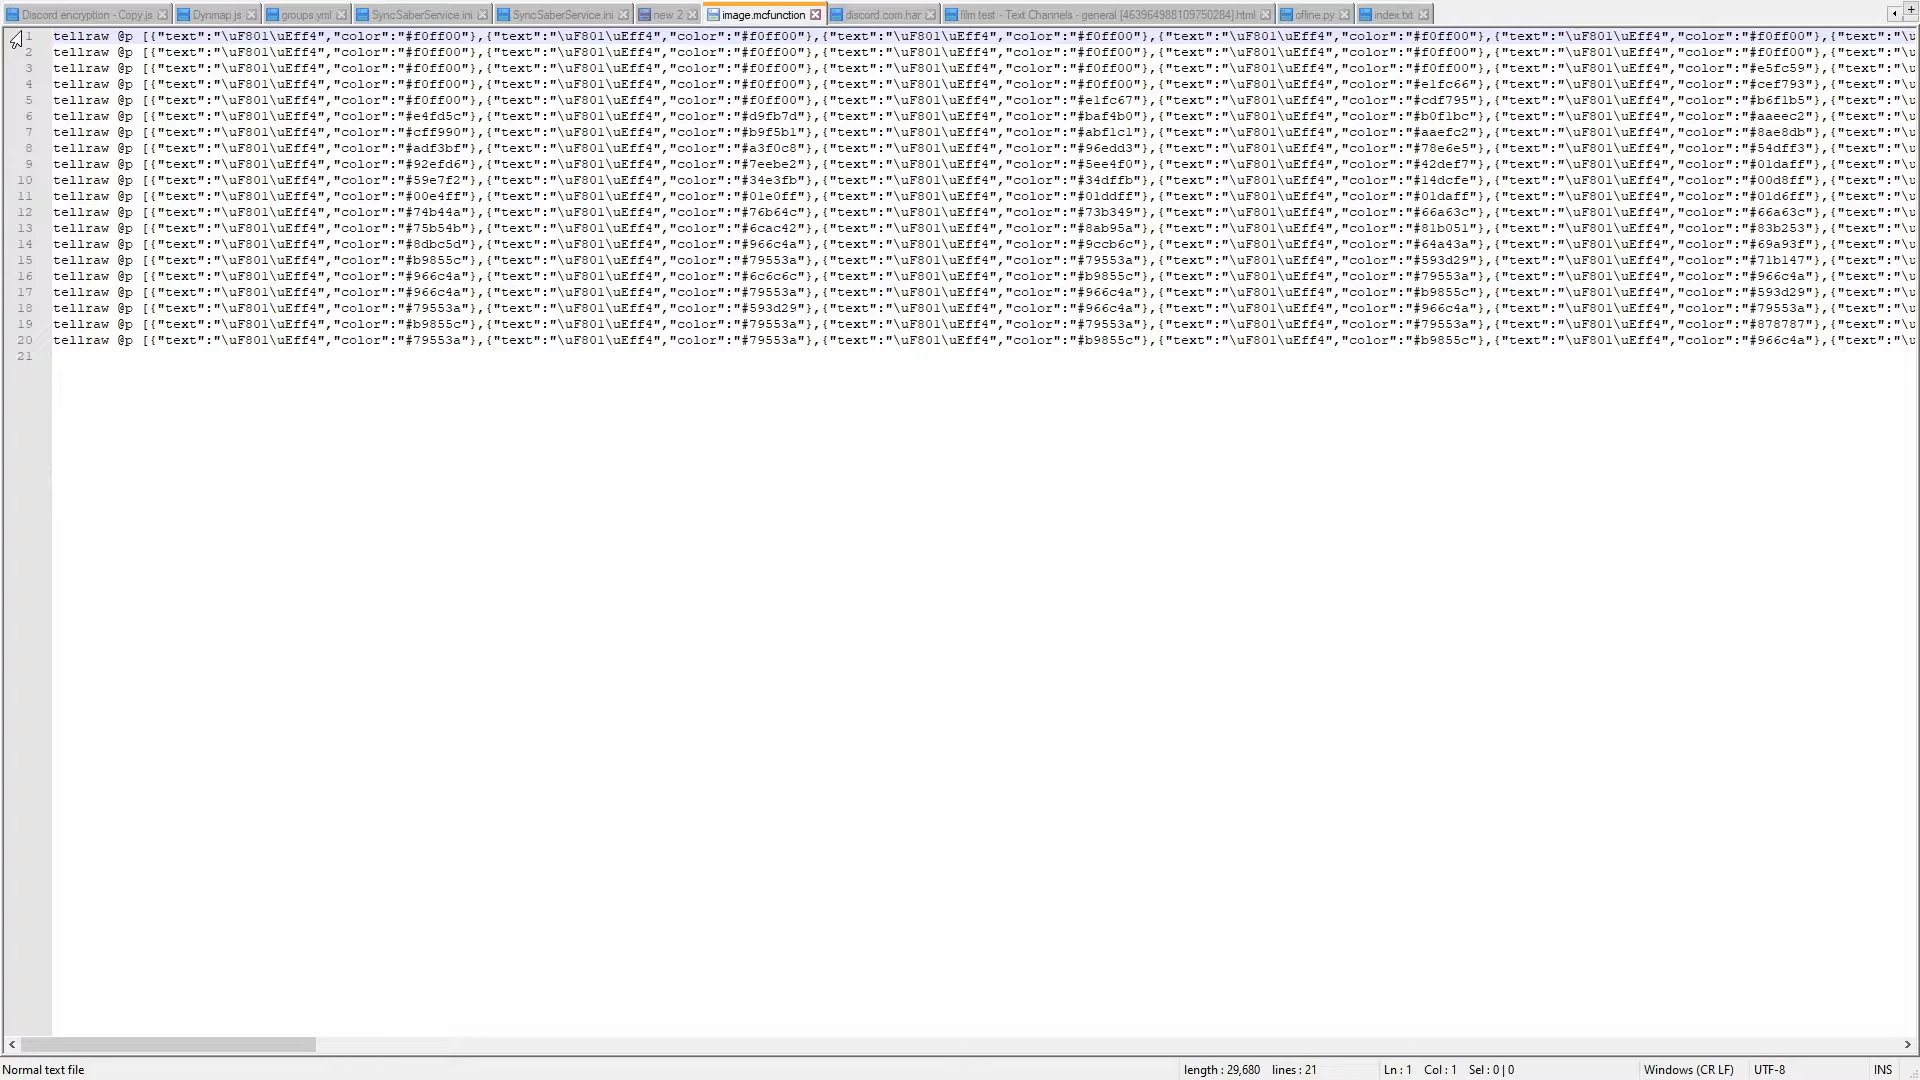 Discord encryption - Copy.js Dynmap.js groups.yml SyncSaberService.ini SyncSaberService.ini new 2 image.mcfunction discord.com.har film test - Text Channels - general [463964988109750284].html ofline.py index.txt
1 tellraw @p [{"text":"\uF801\uEff4","color":"#f0ff00"},{"text":"\uF801\uEff4","color":"#f0ff00"},{"text":"\uF801\uEff4","color":"#f0ff00"},{"text":"\uF801\uEff4","color":"#f0ff00"},{"text":"\uF801\uEff4","color":"#f0ff00"},{"text":"\u
2 tellraw @p [{"text":"\uF801\uEff4","color":"#f0ff00"},{"text":"\uF801\uEff4","color":"#f0ff00"},{"text":"\uF801\uEff4","color":"#f0ff00"},{"text":"\uF801\uEff4","color":"#f0ff00"},{"text":"\uF801\uEff4","color":"#f0ff00"},{"text":"\u
3 tellraw @p [{"text":"\uF801\uEff4","color":"#f0ff00"},{"text":"\uF801\uEff4","color":"#f0ff00"},{"text":"\uF801\uEff4","color":"#f0ff00"},{"text":"\uF801\uEff4","color":"#f0ff00"},{"text":"\uF801\uEff4","color":"#e5fc59"},{"text":"\u
4 tellraw @p [{"text":"\uF801\uEff4","color":"#f0ff00"},{"text":"\uF801\uEff4","color":"#f0ff00"},{"text":"\uF801\uEff4","color":"#f0ff00"},{"text":"\uF801\uEff4","color":"#e1fc66"},{"text":"\uF801\uEff4","color":"#cef793"},{"text":"\u
5 tellraw @p [{"text":"\uF801\uEff4","color":"#f0ff00"},{"text":"\uF801\uEff4","color":"#f0ff00"},{"text":"\uF801\uEff4","color":"#e1fc67"},{"text":"\uF801\uEff4","color":"#cdf795"},{"text":"\uF801\uEff4","color":"#b6f1b5"},{"text":"\u
6 tellraw @p [{"text":"\uF801\uEff4","color":"#e4fd5c"},{"text":"\uF801\uEff4","color":"#d9fb7d"},{"text":"\uF801\uEff4","color":"#baf4b0"},{"text":"\uF801\uEff4","color":"#b0f1bc"},{"text":"\uF801\uEff4","color":"#aaeec2"},{"text":"\u
7 tellraw @p [{"text":"\uF801\uEff4","color":"#cff990"},{"text":"\uF801\uEff4","color":"#b9f5b1"},{"text":"\uF801\uEff4","color":"#abf1c1"},{"text":"\uF801\uEff4","color":"#aaefc2"},{"text":"\uF801\uEff4","color":"#8ae8db"},{"text":"\u
8 tellraw @p [{"text":"\uF801\uEff4","color":"#adf3bf"},{"text":"\uF801\uEff4","color":"#a3f0c8"},{"text":"\uF801\uEff4","color":"#96edd3"},{"text":"\uF801\uEff4","color":"#78e6e5"},{"text":"\uF801\uEff4","color":"#54dff3"},{"text":"\u
9 tellraw @p [{"text":"\uF801\uEff4","color":"#92efd6"},{"text":"\uF801\uEff4","color":"#7eebe2"},{"text":"\uF801\uEff4","color":"#5ee4f0"},{"text":"\uF801\uEff4","color":"#42def7"},{"text":"\uF801\uEff4","color":"#01daff"},{"text":"\u
10 tellraw @p [{"text":"\uF801\uEff4","color":"#59e7f2"},{"text":"\uF801\uEff4","color":"#34e3fb"},{"text":"\uF801\uEff4","color":"#34dffb"},{"text":"\uF801\uEff4","color":"#14dcfe"},{"text":"\uF801\uEff4","color":"#00d8ff"},{"text":"\u
11 tellraw @p [{"text":"\uF801\uEff4","color":"#00e4ff"},{"text":"\uF801\uEff4","color":"#01e0ff"},{"text":"\uF801\uEff4","color":"#01ddff"},{"text":"\uF801\uEff4","color":"#01daff"},{"text":"\uF801\uEff4","color":"#01d6ff"},{"text":"\u
12 tellraw @p [{"text":"\uF801\uEff4","color":"#74b44a"},{"text":"\uF801\uEff4","color":"#76b64c"},{"text":"\uF801\uEff4","color":"#73b349"},{"text":"\uF801\uEff4","color":"#66a63c"},{"text":"\uF801\uEff4","color":"#66a63c"},{"text":"\u
13 tellraw @p [{"text":"\uF801\uEff4","color":"#75b54b"},{"text":"\uF801\uEff4","color":"#6cac42"},{"text":"\uF801\uEff4","color":"#8ab95a"},{"text":"\uF801\uEff4","color":"#81b051"},{"text":"\uF801\uEff4","color":"#83b253"},{"text":"\u
14 tellraw @p [{"text":"\uF801\uEff4","color":"#8dbc5d"},{"text":"\uF801\uEff4","color":"#966c4a"},{"text":"\uF801\uEff4","color":"#9ccb6c"},{"text":"\uF801\uEff4","color":"#64a43a"},{"text":"\uF801\uEff4","color":"#69a93f"},{"text":"\u
15 tellraw @p [{"text":"\uF801\uEff4","color":"#b9855c"},{"text":"\uF801\uEff4","color":"#79553a"},{"text":"\uF801\uEff4","color":"#79553a"},{"text":"\uF801\uEff4","color":"#593d29"},{"text":"\uF801\uEff4","color":"#71b147"},{"text":"\u
16 tellraw @p [{"text":"\uF801\uEff4","color":"#966c4a"},{"text":"\uF801\uEff4","color":"#6c6c6c"},{"text":"\uF801\uEff4","color":"#b9855c"},{"text":"\uF801\uEff4","color":"#79553a"},{"text":"\uF801\uEff4","color":"#966c4a"},{"text":"\u
17 tellraw @p [{"text":"\uF801\uEff4","color":"#966c4a"},{"text":"\uF801\uEff4","color":"#79553a"},{"text":"\uF801\uEff4","color":"#966c4a"},{"text":"\uF801\uEff4","color":"#b9855c"},{"text":"\uF801\uEff4","color":"#593d29"},{"text":"\u
18 tellraw @p [{"text":"\uF801\uEff4","color":"#79553a"},{"text":"\uF801\uEff4","color":"#593d29"},{"text":"\uF801\uEff4","color":"#966c4a"},{"text":"\uF801\uEff4","color":"#966c4a"},{"text":"\uF801\uEff4","color":"#79553a"},{"text":"\u
19 tellraw @p [{"text":"\uF801\uEff4","color":"#b9855c"},{"text":"\uF801\uEff4","color":"#79553a"},{"text":"\uF801\uEff4","color":"#79553a"},{"text":"\uF801\uEff4","color":"#79553a"},{"text":"\uF801\uEff4","color":"#878787"},{"text":"\u
20 tellraw @p [{"text":"\uF801\uEff4","color":"#79553a"},{"text":"\uF801\uEff4","color":"#79553a"},{"text":"\uF801\uEff4","color":"#b9855c"},{"text":"\uF801\uEff4","color":"#b9855c"},{"text":"\uF801\uEff4","color":"#966c4a"},{"text":"\u
21
Normal text file length : 29,680 lines : 21 Ln : 1 Col : 1 Sel : 0 | 0 Windows (CR LF) UTF-8 INS